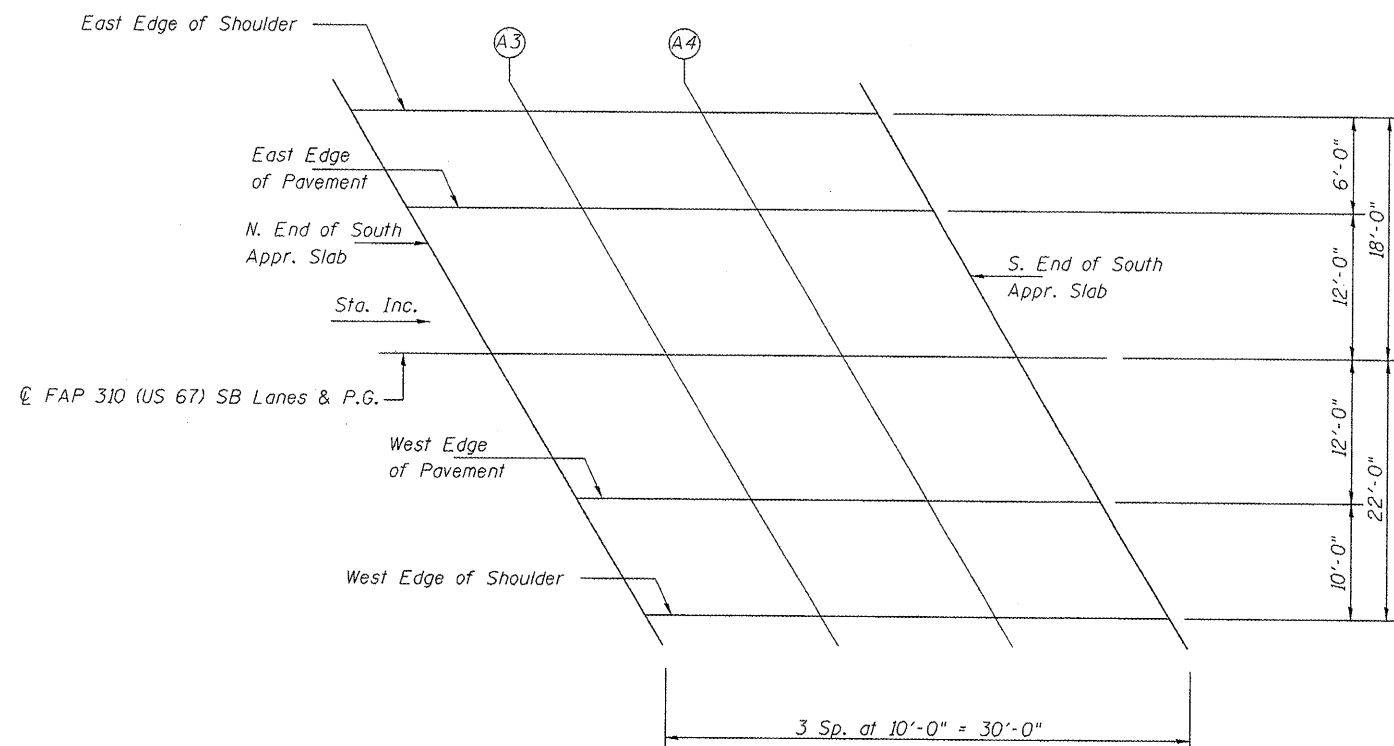 East Edge of Shoulder
A3
A4
East Edge
of Pavement
N. End of South
Appr. Slab
S. End of South
Appr. Slab
Sta. Inc.
℄ FAP 310 (US 67) SB Lanes & P.G.
West Edge
of Pavement
West Edge of Shoulder
6'-0"
12'-0"
18'-0"
12'-0"
10'-0"
22'-0"
3 Sp. at 10'-0" = 30'-0"